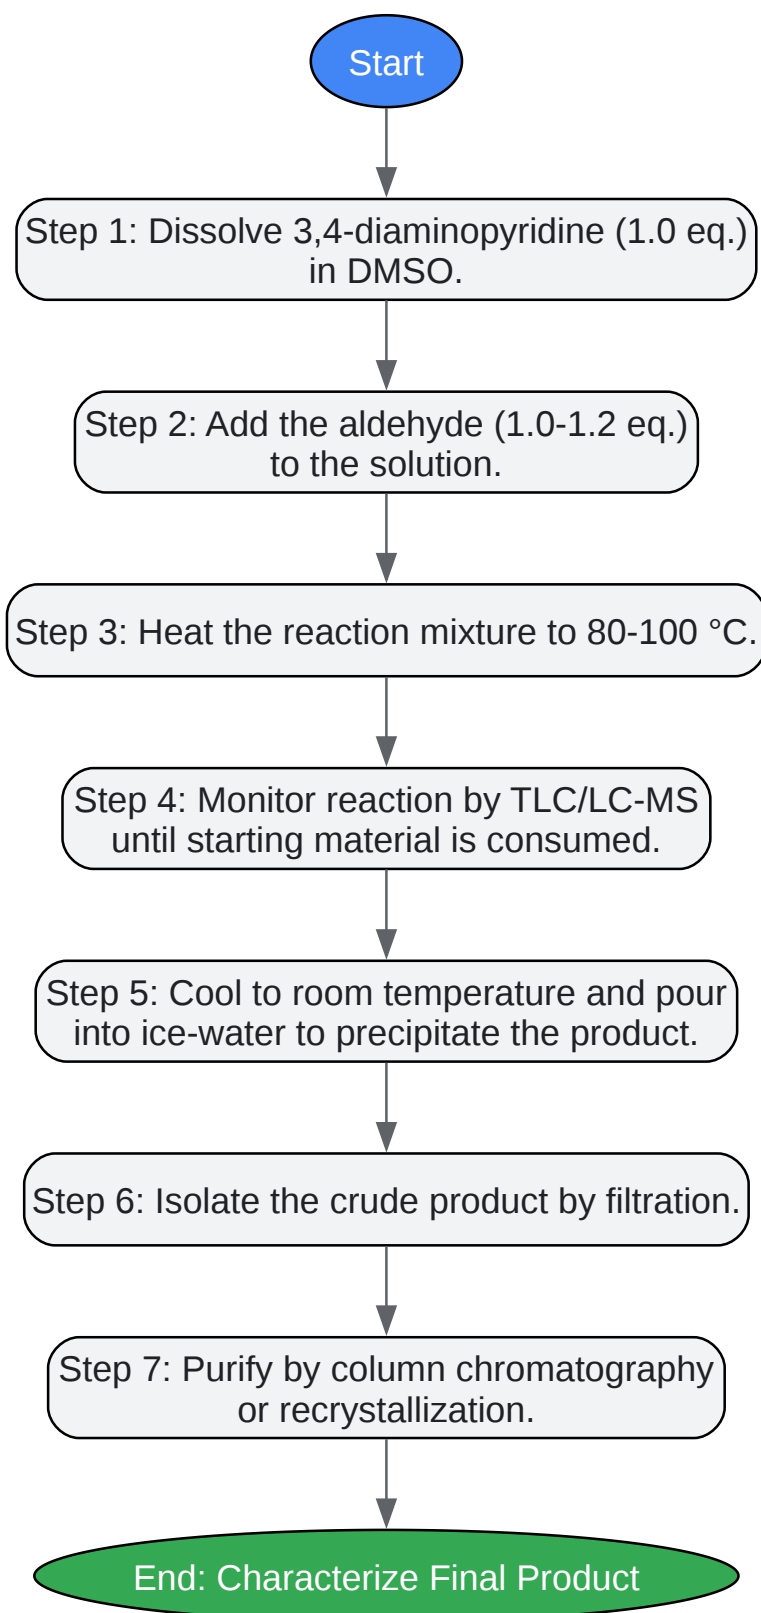 Start
Step 1: Dissolve 3,4-diaminopyridine (1.0 eq.)
in DMSO.
Step 2: Add the aldehyde (1.0-1.2 eq.)
to the solution.
Step 3: Heat the reaction mixture to 80-100 °C.
Step 4: Monitor reaction by TLC/LC-MS
until starting material is consumed.
Step 5: Cool to room temperature and pour
into ice-water to precipitate the product.
Step 6: Isolate the crude product by filtration.
Step 7: Purify by column chromatography
or recrystallization.
End: Characterize Final Product